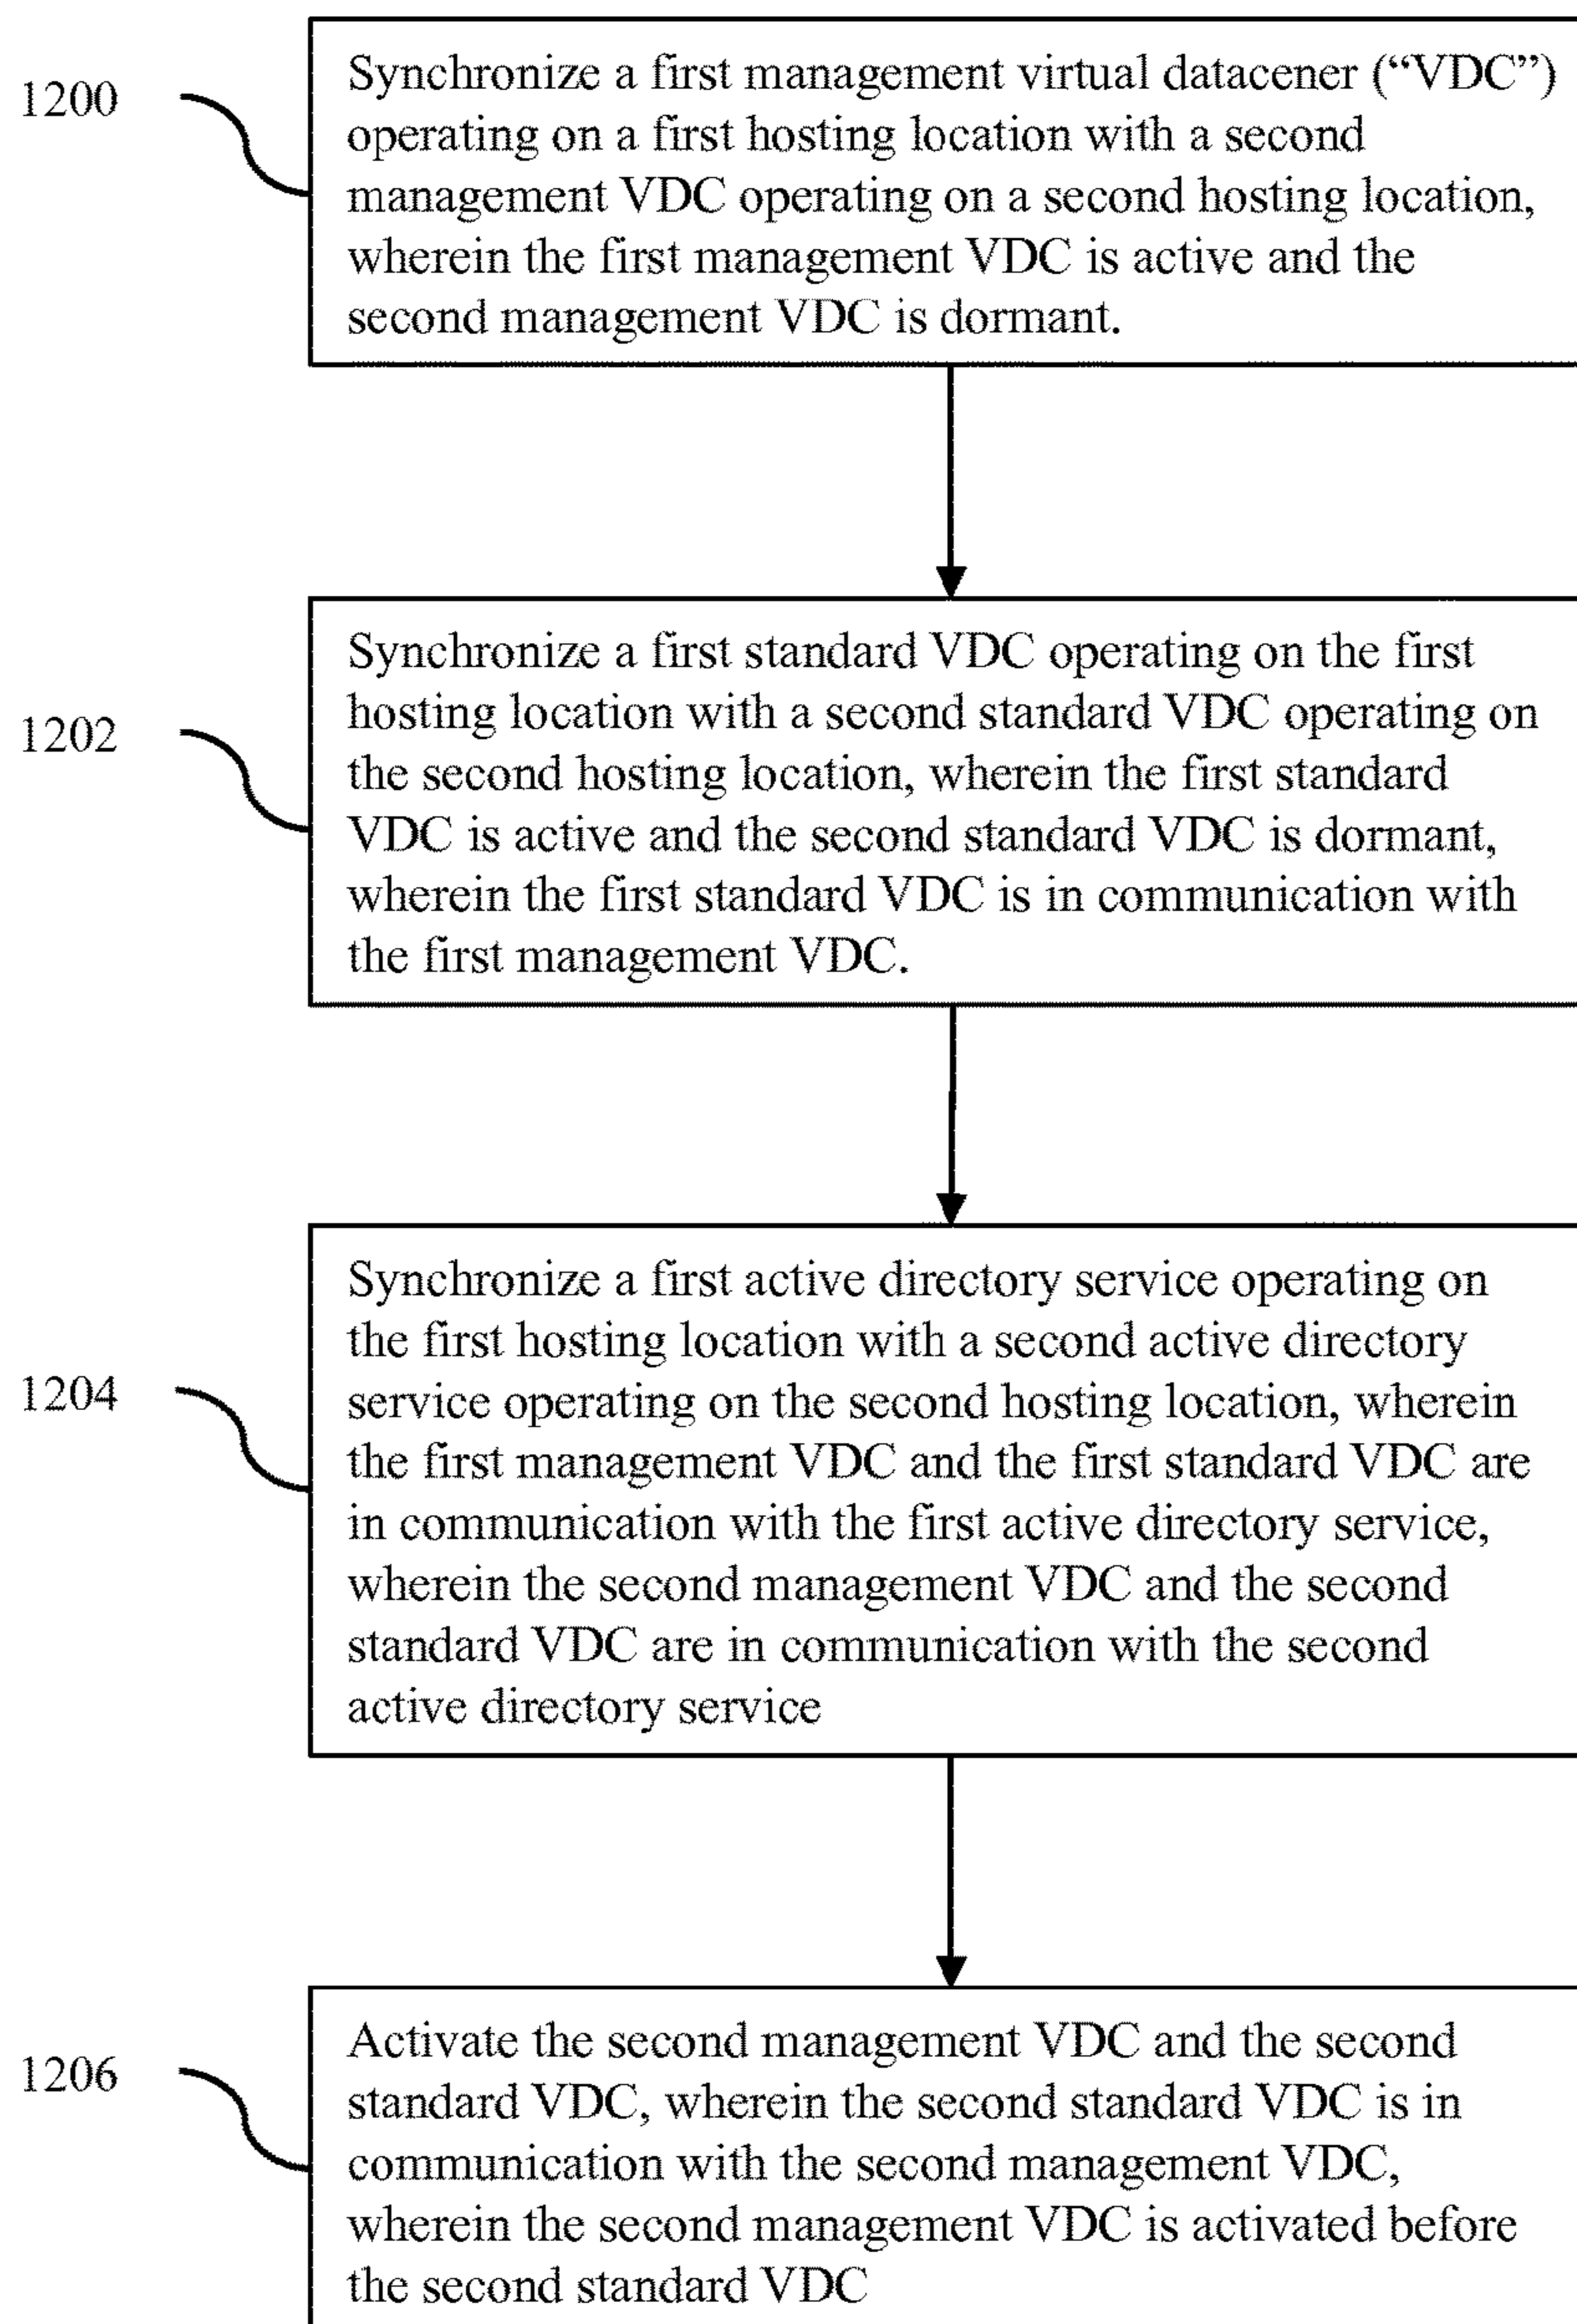 1200
Synchronize a first management virtual datacener (“VDC”)
operating on a first hosting location with a second
management VDC operating on a second hosting location,
wherein the first management VDC is active and the
second management VDC is dormant.
1202
Synchronize a first standard VDC operating on the first
hosting location with a second standard VDC operating on
the second hosting location, wherein the first standard
VDC is active and the second standard VDC is dormant,
wherein the first standard VDC is in communication with
the first management VDC.
1204
Synchronize a first active directory service operating on
the first hosting location with a second active directory
service operating on the second hosting location, wherein
the first management VDC and the first standard VDC are
in communication with the first active directory service,
wherein the second management VDC and the second
standard VDC are in communication with the second
active directory service
1206
Activate the second management VDC and the second
standard VDC, wherein the second standard VDC is in
communication with the second management VDC,
wherein the second management VDC is activated before
the second standard VDC